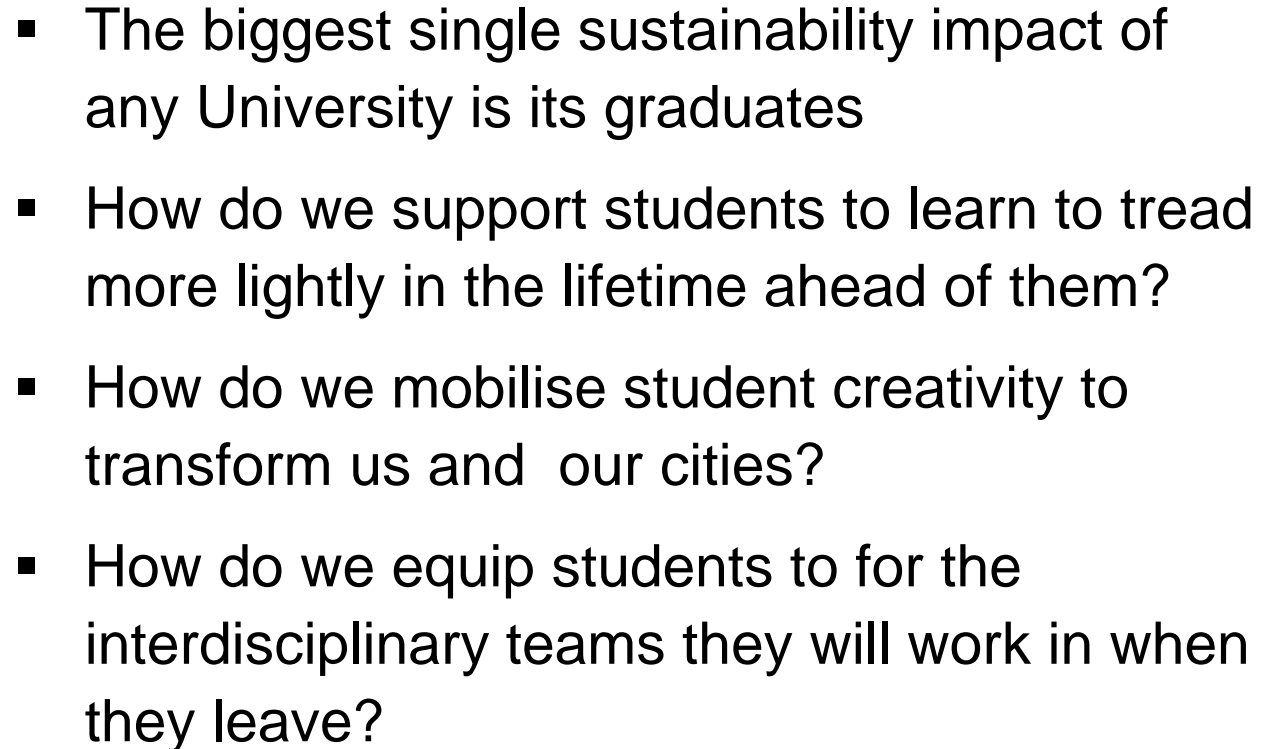 ▪ The biggest single sustainability impact of
any University is its graduates
▪ How do we support students to learn to tread
more lightly in the lifetime ahead of them?
▪ How do we mobilise student creativity to
transform us and  our cities?
▪ How do we equip students to for the
interdisciplinary teams they will work in when
they leave?